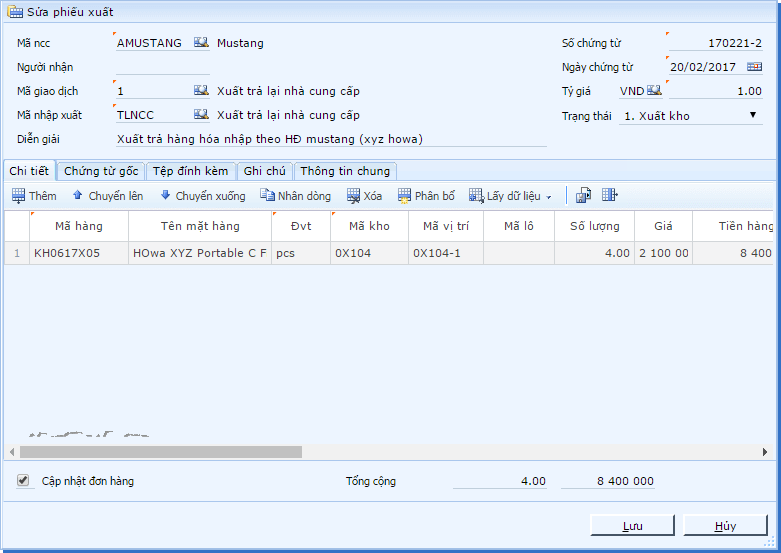 Sửa phiếu xuất
Mã ncc AMUSTANG Mustang Số chứng từ 170221-2
Người nhận Ngày chứng từ 20/02/2017
Mã giao dịch 1 Xuất trả lại nhà cung cấp Tỷ giá VND 1.00
Mã nhập xuất TLNCC Xuất trả lại nhà cung cấp Trạng thái 1. Xuất kho
Diễn giải Xuất trả hàng hóa nhập theo HĐ mustang (xyz howa)
Chi tiết Chứng từ gốc Tệp đính kèm Ghi chú Thông tin chung
Thêm Chuyển lên Chuyển xuống Nhân dòng Xóa Phân bổ Lấy dữ liệu
Mã hàng Tên mặt hàng Đvt Mã kho Mã vị trí Mã lô Số lượng Giá Tiền hàng
1 KH0617X05 HOwa XYZ Portable C F pcs 0X104 0X104-1 4.00 2 100 00 8 400
Cập nhật đơn hàng Tổng cộng 4.00 8 400 000
Lưu Hủy